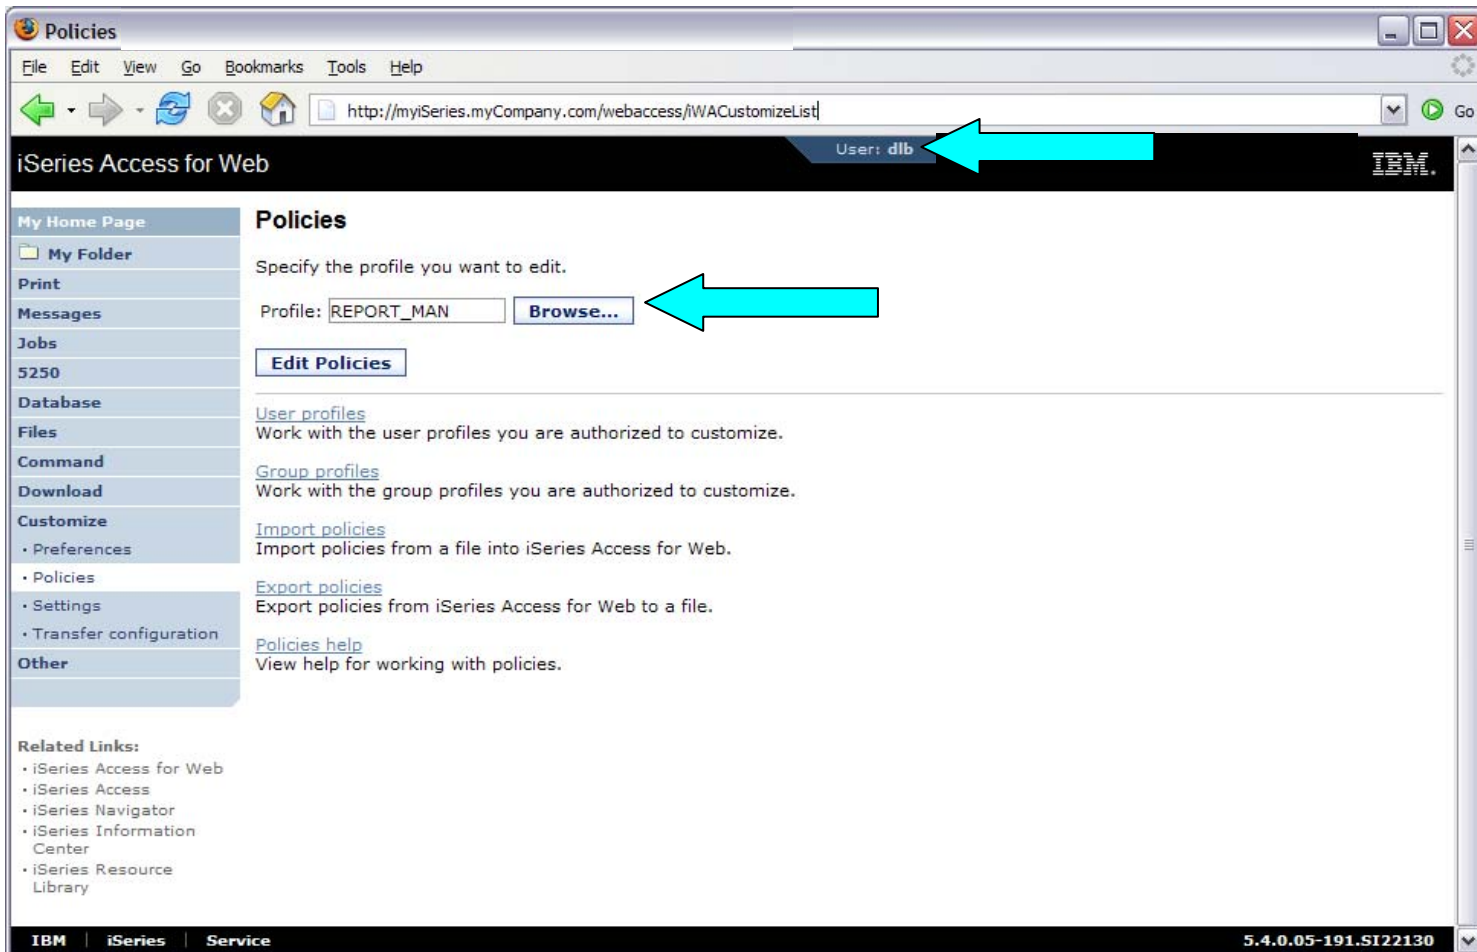 Policies
File Edit View Go Bookmarks Tools Help
http://myiSeries.myCompany.com/webaccess/iWACustomizeList
Go
iSeries Access for Web
User: dlb
IBM.
My Home Page
My Folder
Print
Messages
Jobs
5250
Database
Files
Command
Download
Customize
• Preferences
• Policies
• Settings
• Transfer configuration
Other
Related Links:
• iSeries Access for Web
• iSeries Access
• iSeries Navigator
• iSeries Information
Center
• iSeries Resource
Library
Policies
Specify the profile you want to edit.
Profile: REPORT_MAN Browse...
Edit Policies
User profiles
Work with the user profiles you are authorized to customize.
Group profiles
Work with the group profiles you are authorized to customize.
Import policies
Import policies from a file into iSeries Access for Web.
Export policies
Export policies from iSeries Access for Web to a file.
Policies help
View help for working with policies.
IBM | iSeries | Service
5.4.0.05-191.SI22130